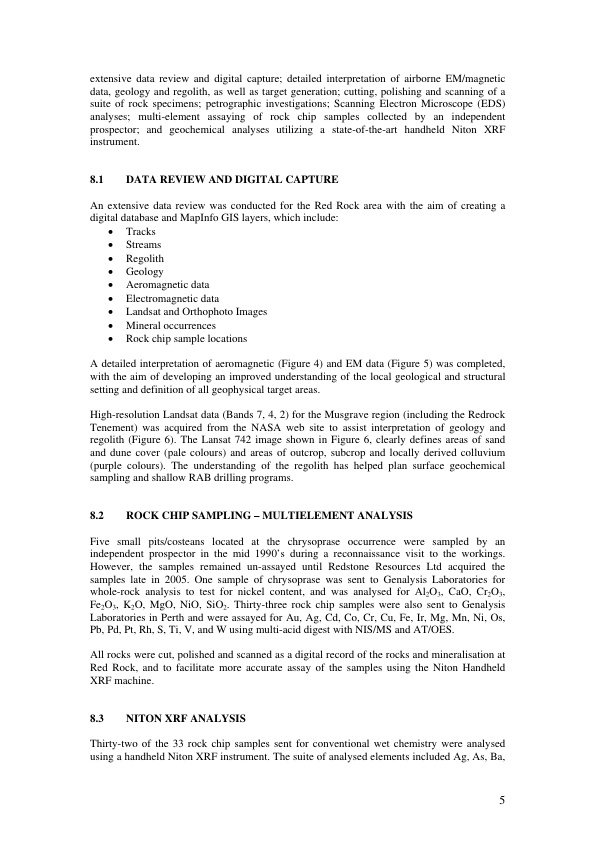 extensive data review and digital capture; detailed interpretation of airborne EM/magnetic
data, geology and regolith, as well as target generation; cutting, polishing and scanning of a
suite of rock specimens; petrographic investigations; Scanning Electron Microscope (EDS)
analyses; multi-element assaying of rock chip samples collected by an independent
prospector; and geochemical analyses utilizing a state-of-the-art handheld Niton XRF
instrument.
8.1 DATA REVIEW AND DIGITAL CAPTURE
An extensive data review was conducted for the Red Rock area with the aim of creating a
digital database and MapInfo GIS layers, which include:
• Tracks
• Streams
• Regolith
• Geology
• Aeromagnetic data
• Electromagnetic data
• Landsat and Orthophoto Images
• Mineral occurrences
• Rock chip sample locations
A detailed interpretation of aeromagnetic (Figure 4) and EM data (Figure 5) was completed,
with the aim of developing an improved understanding of the local geological and structural
setting and definition of all geophysical target areas.
High-resolution Landsat data (Bands 7, 4, 2) for the Musgrave region (including the Redrock
Tenement) was acquired from the NASA web site to assist interpretation of geology and
regolith (Figure 6). The Lansat 742 image shown in Figure 6, clearly defines areas of sand
and dune cover (pale colours) and areas of outcrop, subcrop and locally derived colluvium
(purple colours). The understanding of the regolith has helped plan surface geochemical
sampling and shallow RAB drilling programs.
8.2 ROCK CHIP SAMPLING – MULTIELEMENT ANALYSIS
Five small pits/costeans located at the chrysoprase occurrence were sampled by an
independent prospector in the mid 1990’s during a reconnaissance visit to the workings.
However, the samples remained un-assayed until Redstone Resources Ltd acquired the
samples late in 2005. One sample of chrysoprase was sent to Genalysis Laboratories for
whole-rock analysis to test for nickel content, and was analysed for Al₂O₃, CaO, Cr₂O₃,
Fe₂O₃, K₂O, MgO, NiO, SiO₂. Thirty-three rock chip samples were also sent to Genalysis
Laboratories in Perth and were assayed for Au, Ag, Cd, Co, Cr, Cu, Fe, Ir, Mg, Mn, Ni, Os,
Pb, Pd, Pt, Rh, S, Ti, V, and W using multi-acid digest with NIS/MS and AT/OES.
All rocks were cut, polished and scanned as a digital record of the rocks and mineralisation at
Red Rock, and to facilitate more accurate assay of the samples using the Niton Handheld
XRF machine.
8.3 NITON XRF ANALYSIS
Thirty-two of the 33 rock chip samples sent for conventional wet chemistry were analysed
using a handheld Niton XRF instrument. The suite of analysed elements included Ag, As, Ba,
5